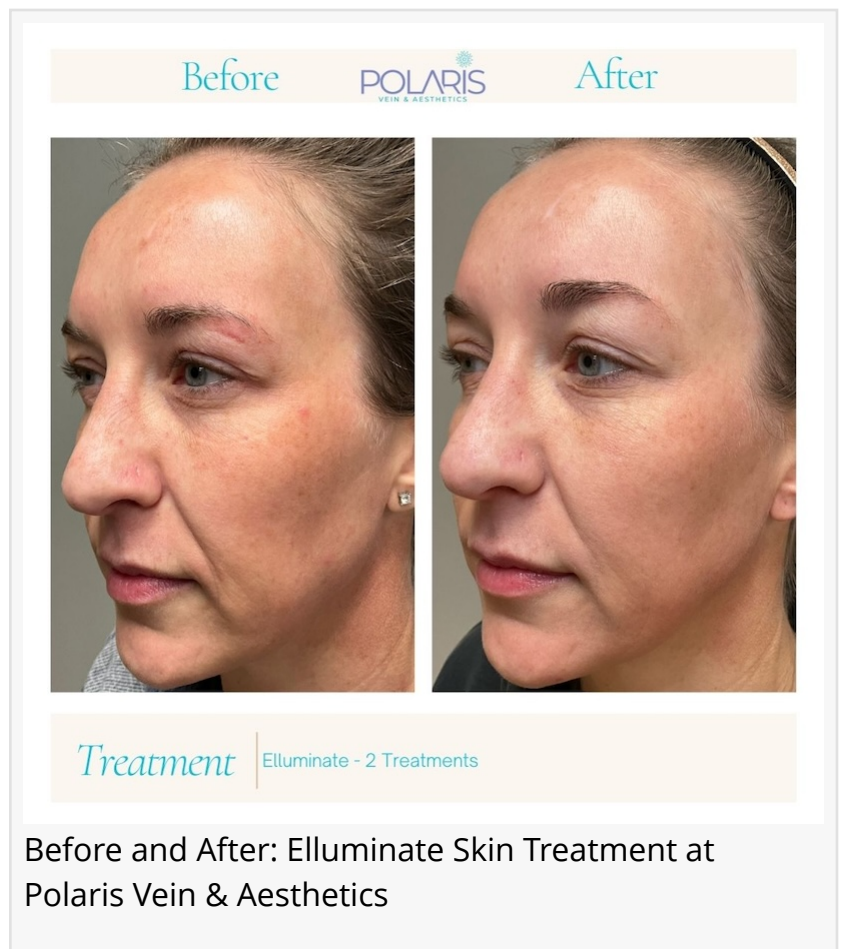 Before
POLARIS
VEIN & AESTHETICS
After
Treatment
Elluminate - 2 Treatments
Before and After: Elluminate Skin Treatment at
Polaris Vein & Aesthetics